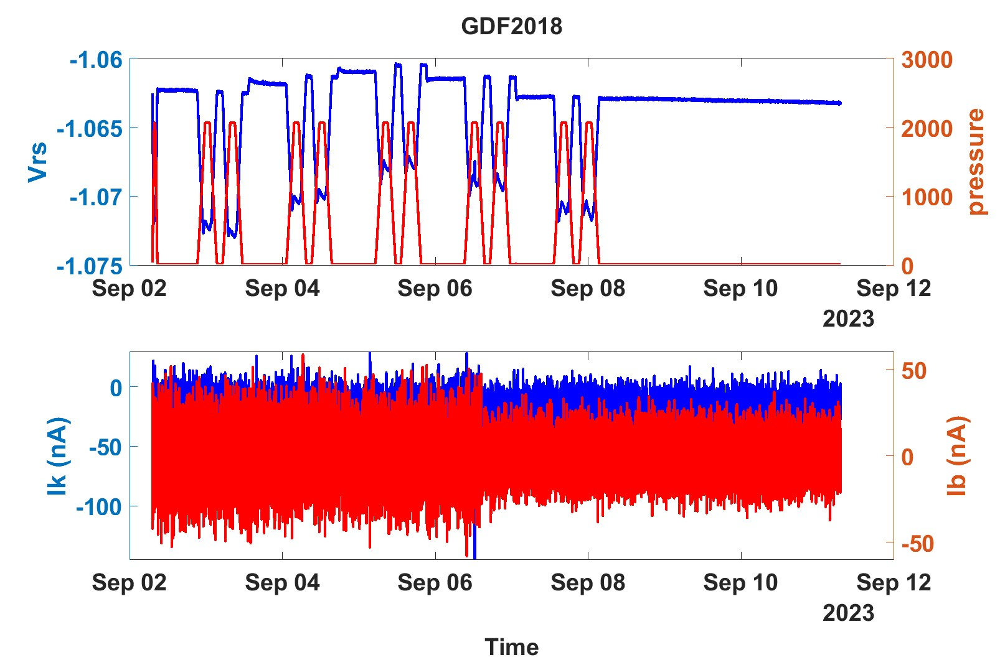 GDF2018
-1.06
-1.065
-1.07
-1.075
Vrs
3000
2000
1000
0
pressure
Sep 02 Sep 04 Sep 06 Sep 08 Sep 10 Sep 12
2023
0
-50
-100
Ik (nA)
50
0
-50
Ib (nA)
Sep 02 Sep 04 Sep 06 Sep 08 Sep 10 Sep 12
2023
Time